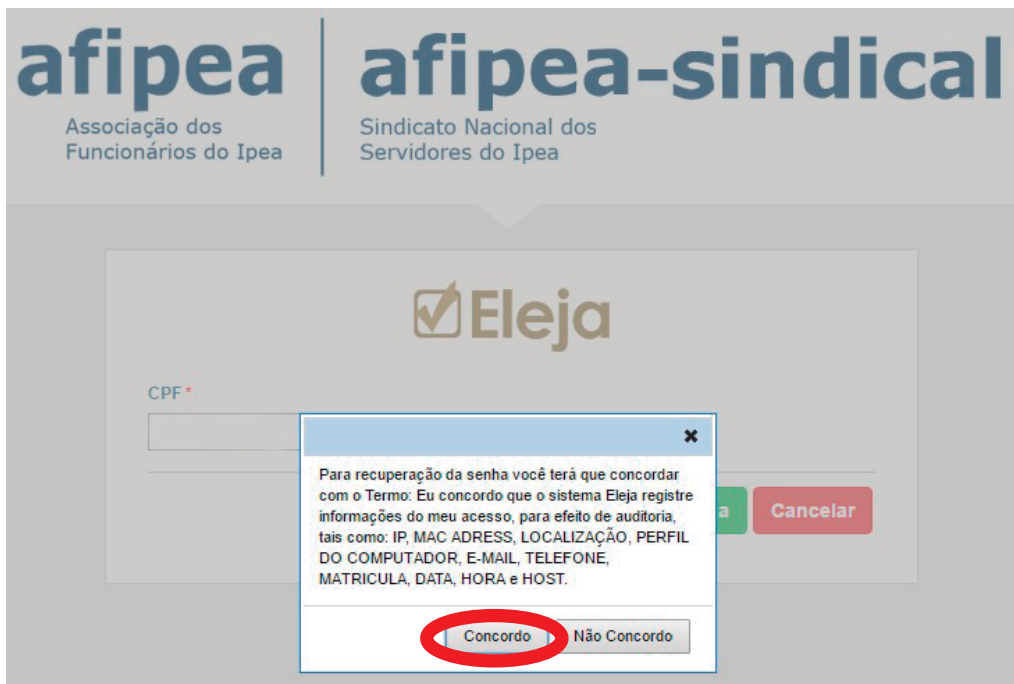 afipea
Associação dos
Funcionários do Ipea
afipea-sindical
Sindicato Nacional dos
Servidores do Ipea
Eleja
CPF *
Para recuperação da senha você terá que concordar
com o Termo: Eu concordo que o sistema Eleja registre
informações do meu acesso, para efeito de auditoria,
tais como: IP, MAC ADRESS, LOCALIZAÇÃO, PERFIL
DO COMPUTADOR, E-MAIL, TELEFONE,
MATRICULA, DATA, HORA e HOST.
a Cancelar
Concordo Não Concordo